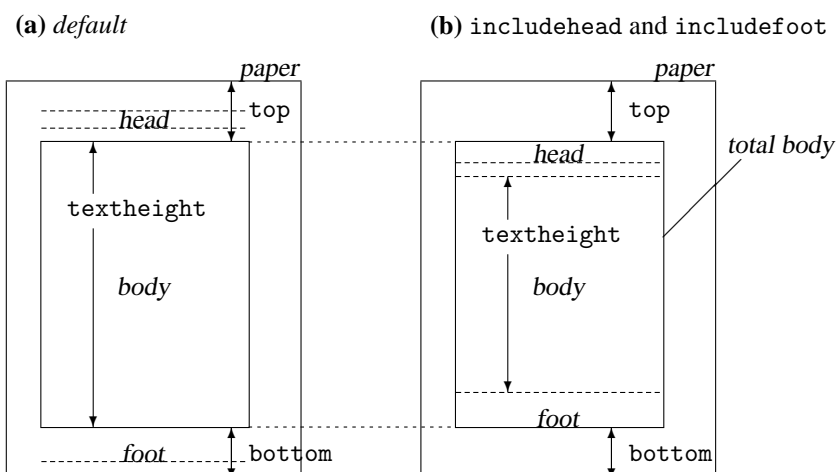 (a) default
(b) includehead and includefoot
paper
top
head
textheight
body
foot
bottom
paper
top
head
total body
textheight
body
foot
bottom